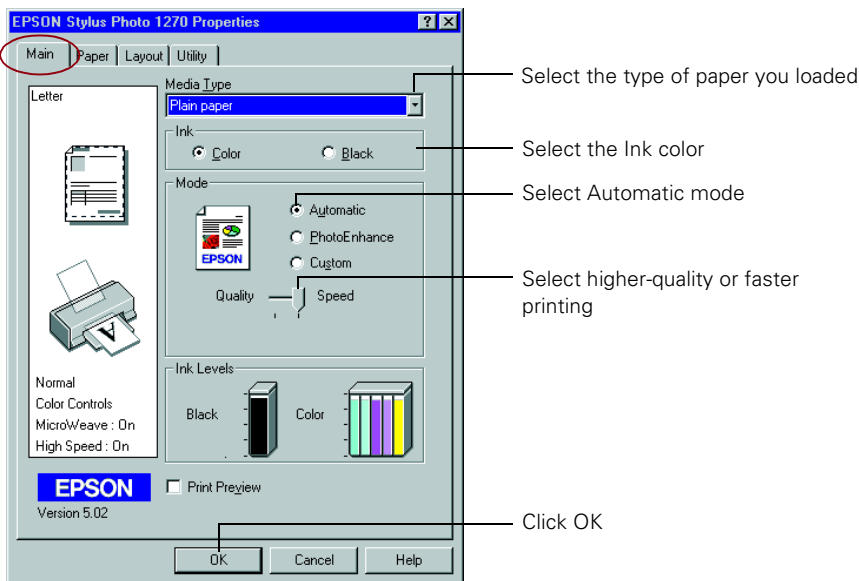 EPSON Stylus Photo 1270 Properties
Main Paper Layout Utility
Letter
Media Type
Plain paper
Select the type of paper you loaded
Ink
Color Black
Select the Ink color
Mode
Automatic
Select Automatic mode
PhotoEnhance
Custom
EPSON
Quality Speed
Select higher-quality or faster
printing
A
Normal
Color Controls
MicroWeave : On
High Speed : On
Ink Levels
Black Color
EPSON
Version 5.02
Print Preview
Click OK
OK Cancel Help